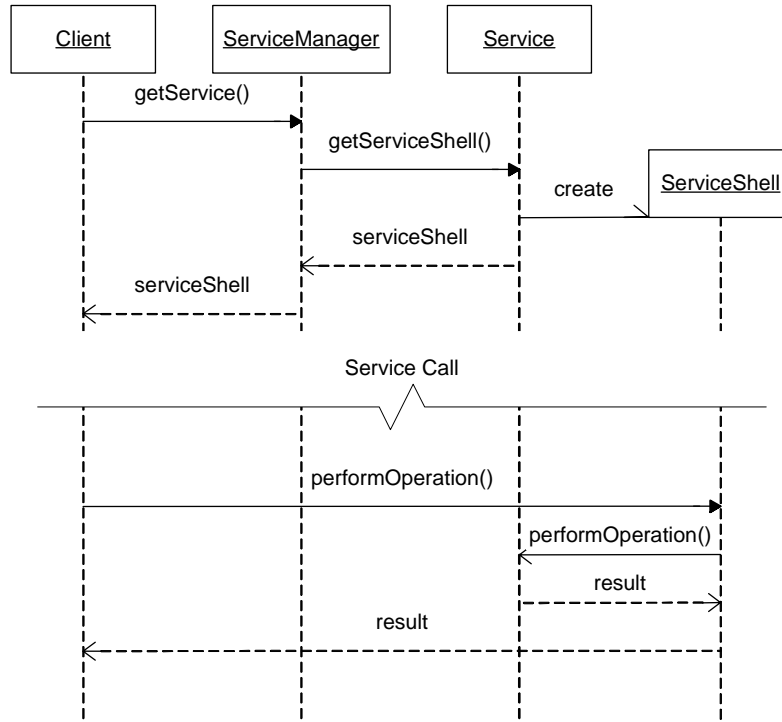 Client
ServiceManager
Service
getService()
getServiceShell()
ServiceShell
create
serviceShell
serviceShell
Service Call
performOperation()
performOperation()
result
result